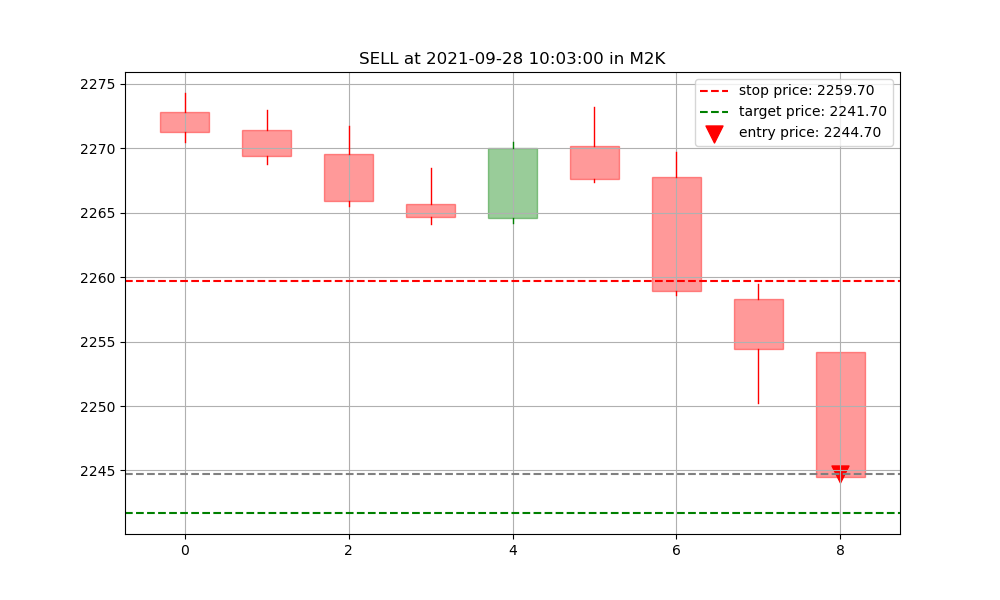 SELL at 2021-09-28 10:03:00 in M2K
stop price: 2259.70
target price: 2241.70
entry price: 2244.70
2275
2270
2265
2260
2255
2250
2245
0 2 4 6 8